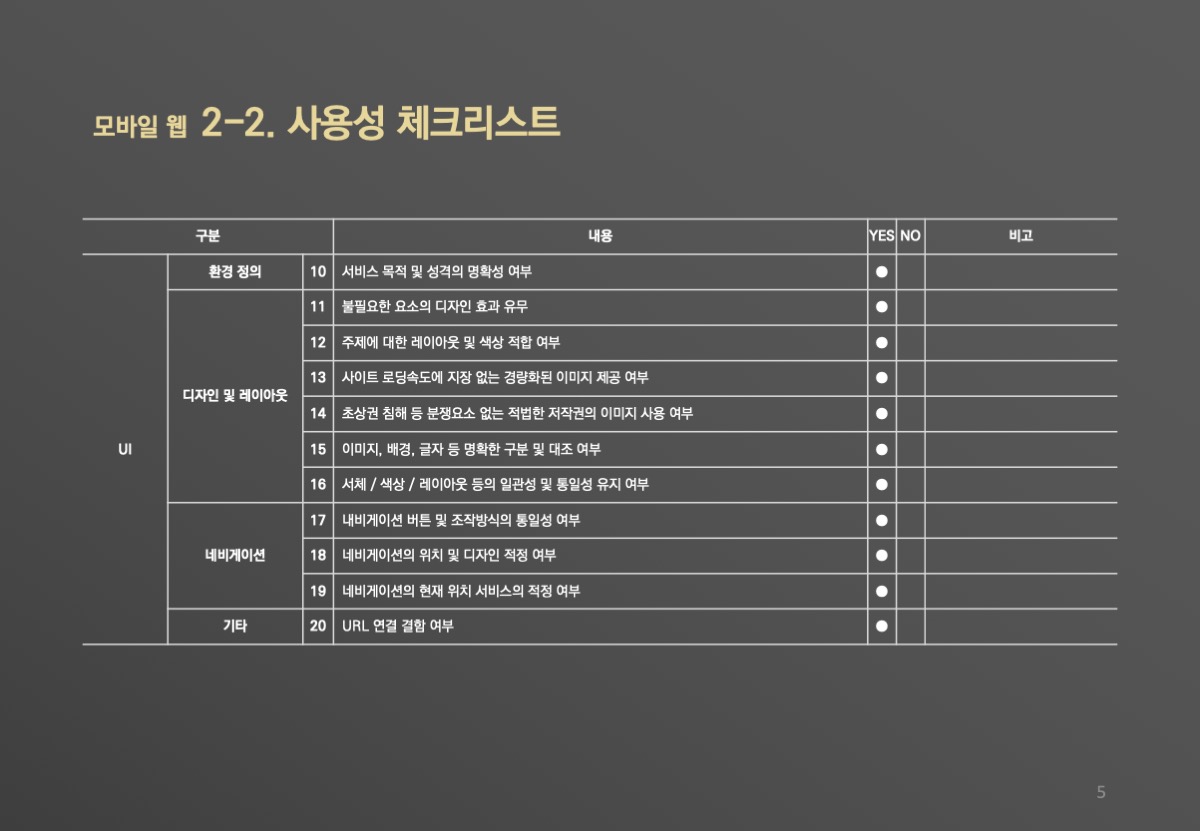 모바일 웹 2-2. 사용성 체크리스트
구분 내용 YES NO 비고
UI
환경 정의
10 서비스 목적 및 성격의 명확성 여부 ●
디자인 및 레이아웃
11 불필요한 요소의 디자인 효과 유무 ●
12 주제에 대한 레이아웃 및 색상 적합 여부 ●
13 사이트 로딩속도에 지장 없는 경량화된 이미지 제공 여부 ●
14 초상권 침해 등 분쟁요소 없는 적법한 저작권의 이미지 사용 여부 ●
15 이미지, 배경, 글자 등 명확한 구분 및 대조 여부 ●
16 서체 / 색상 / 레이아웃 등의 일관성 및 통일성 유지 여부 ●
네비게이션
17 내비게이션 버튼 및 조작방식의 통일성 여부 ●
18 네비게이션의 위치 및 디자인 적정 여부 ●
19 네비게이션의 현재 위치 서비스의 적정 여부 ●
기타
20 URL 연결 결함 여부 ●
5